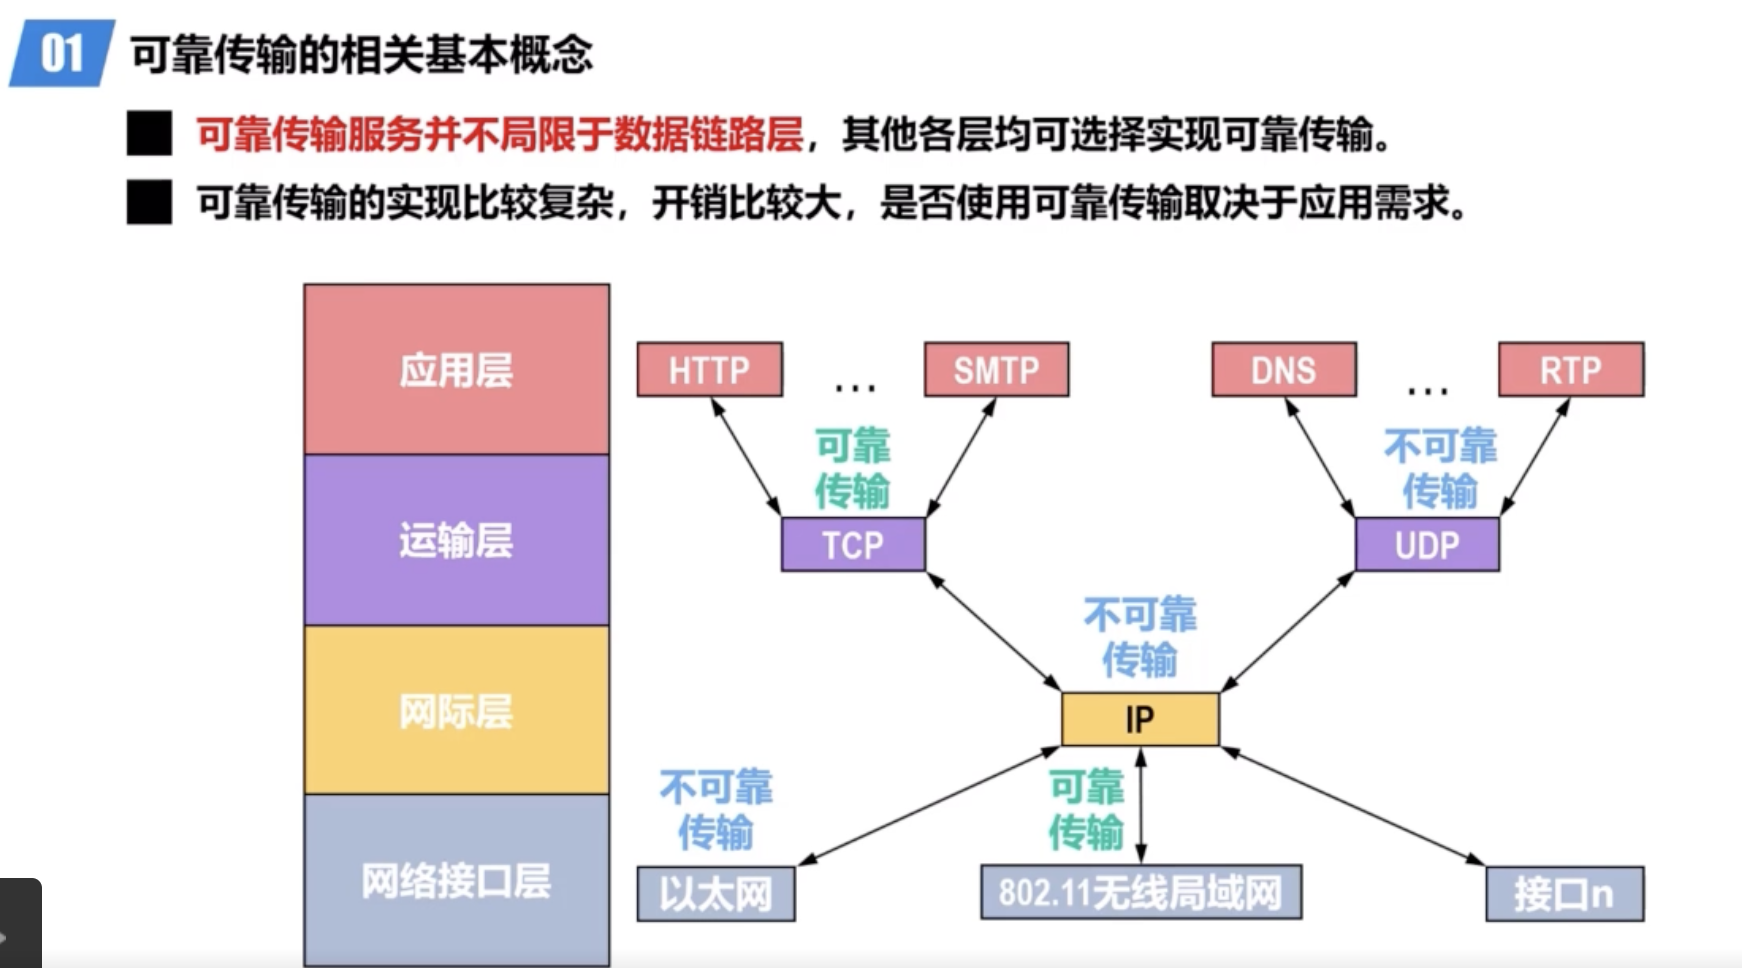 01 可靠传输的相关基本概念
可靠传输服务并不局限于数据链路层，其他各层均可选择实现可靠传输。
可靠传输的实现比较复杂，开销比较大，是否使用可靠传输取决于应用需求。
应用层
HTTP
...
SMTP
DNS
...
RTP
可靠
传输
不可靠
传输
运输层
TCP
UDP
不可靠
传输
网际层
IP
不可靠
传输
可靠
传输
网络接口层
以太网
802.11无线局域网
接口n